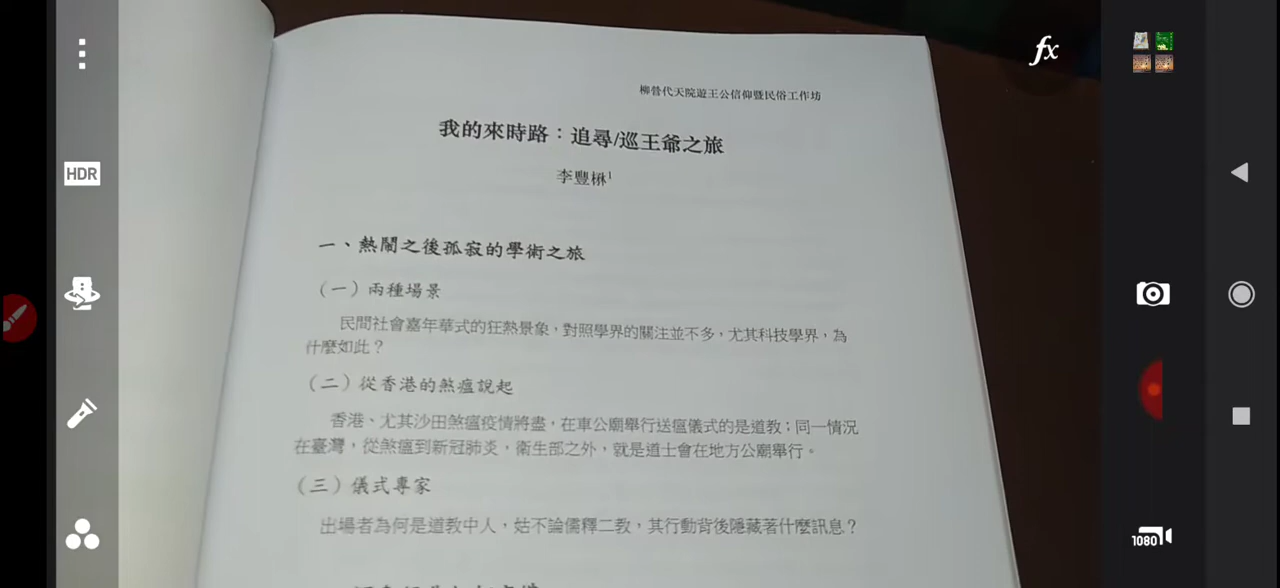 柳營代天院遊王公信仰暨民俗工作坊
我的來時路：追尋/巡王爺之旅
李豐楙1
一、熱鬧之後孤寂的學術之旅
（一）兩種場景
民間社會嘉年華式的狂熱景象，對照學界的關注並不多，尤其科技學界，為
什麼如此？
（二）從香港的煞瘟說起
香港、尤其沙田煞瘟疫情將盡，在車公廟舉行送瘟儀式的是道教；同一情況
在臺灣，從煞瘟到新冠肺炎，衛生部之外，就是道士會在地方公廟舉行。
（三）儀式專家
出場者為何是道教中人，姑不論儒釋二教，其行動背後隱藏著什麼訊息？
HDR
fx
1080